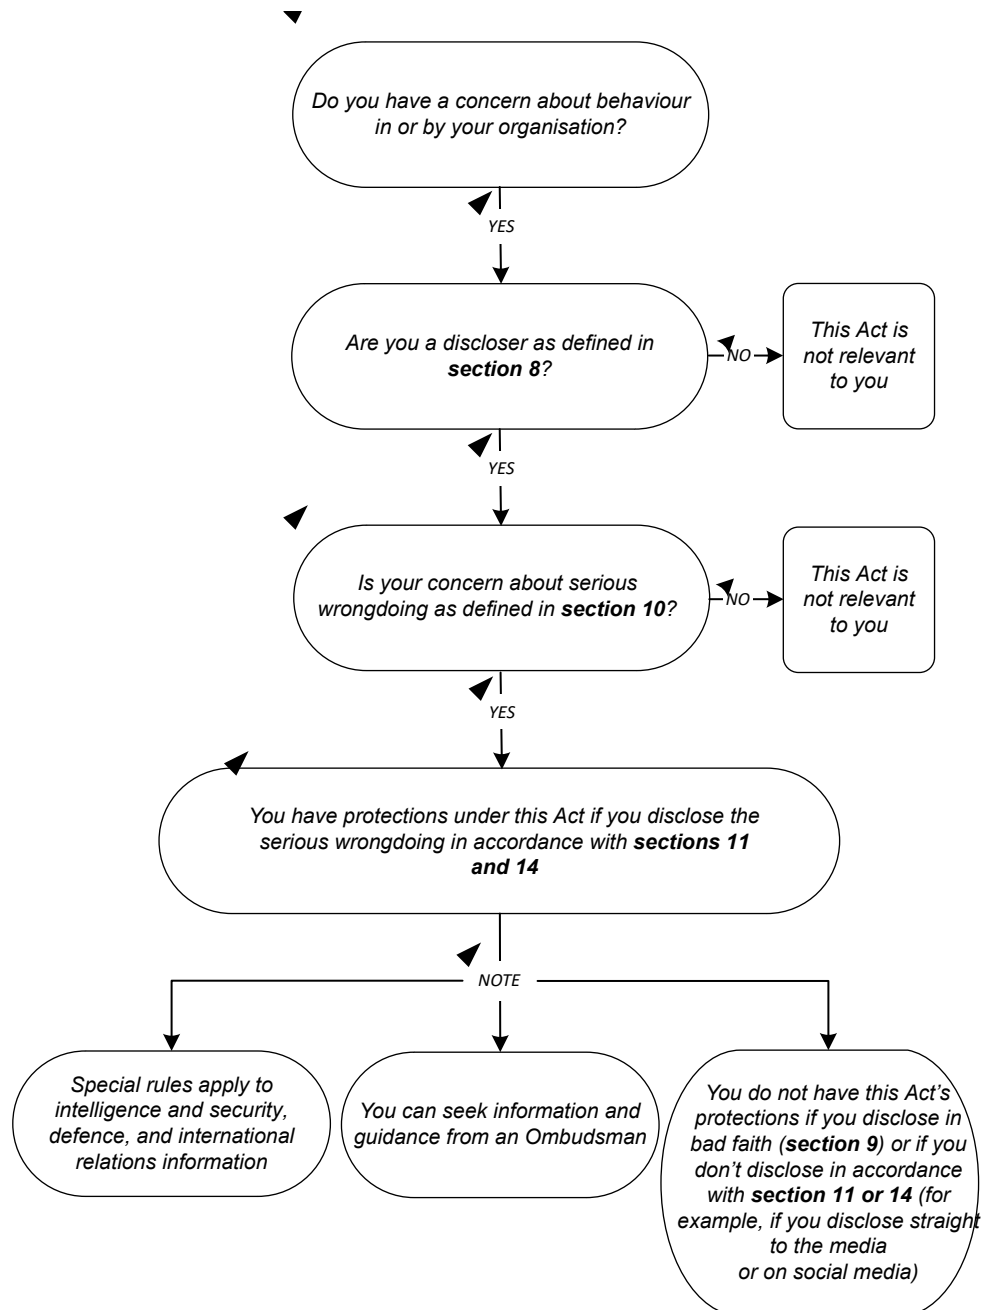 Do you have a concern about behaviour
in or by your organisation?
YES
Are you a discloser as defined in
section 8?
NO
This Act is
not relevant
to you
YES
Is your concern about serious
wrongdoing as defined in section 10?
NO
This Act is
not relevant
to you
YES
You have protections under this Act if you disclose the
serious wrongdoing in accordance with sections 11
and 14
NOTE
Special rules apply to
intelligence and security,
defence, and international
relations information
You can seek information and
guidance from an Ombudsman
You do not have this Act’s
protections if you disclose in
bad faith (section 9) or if you
don’t disclose in accordance
with section 11 or 14 (for
example, if you disclose straight
to the media
or on social media)